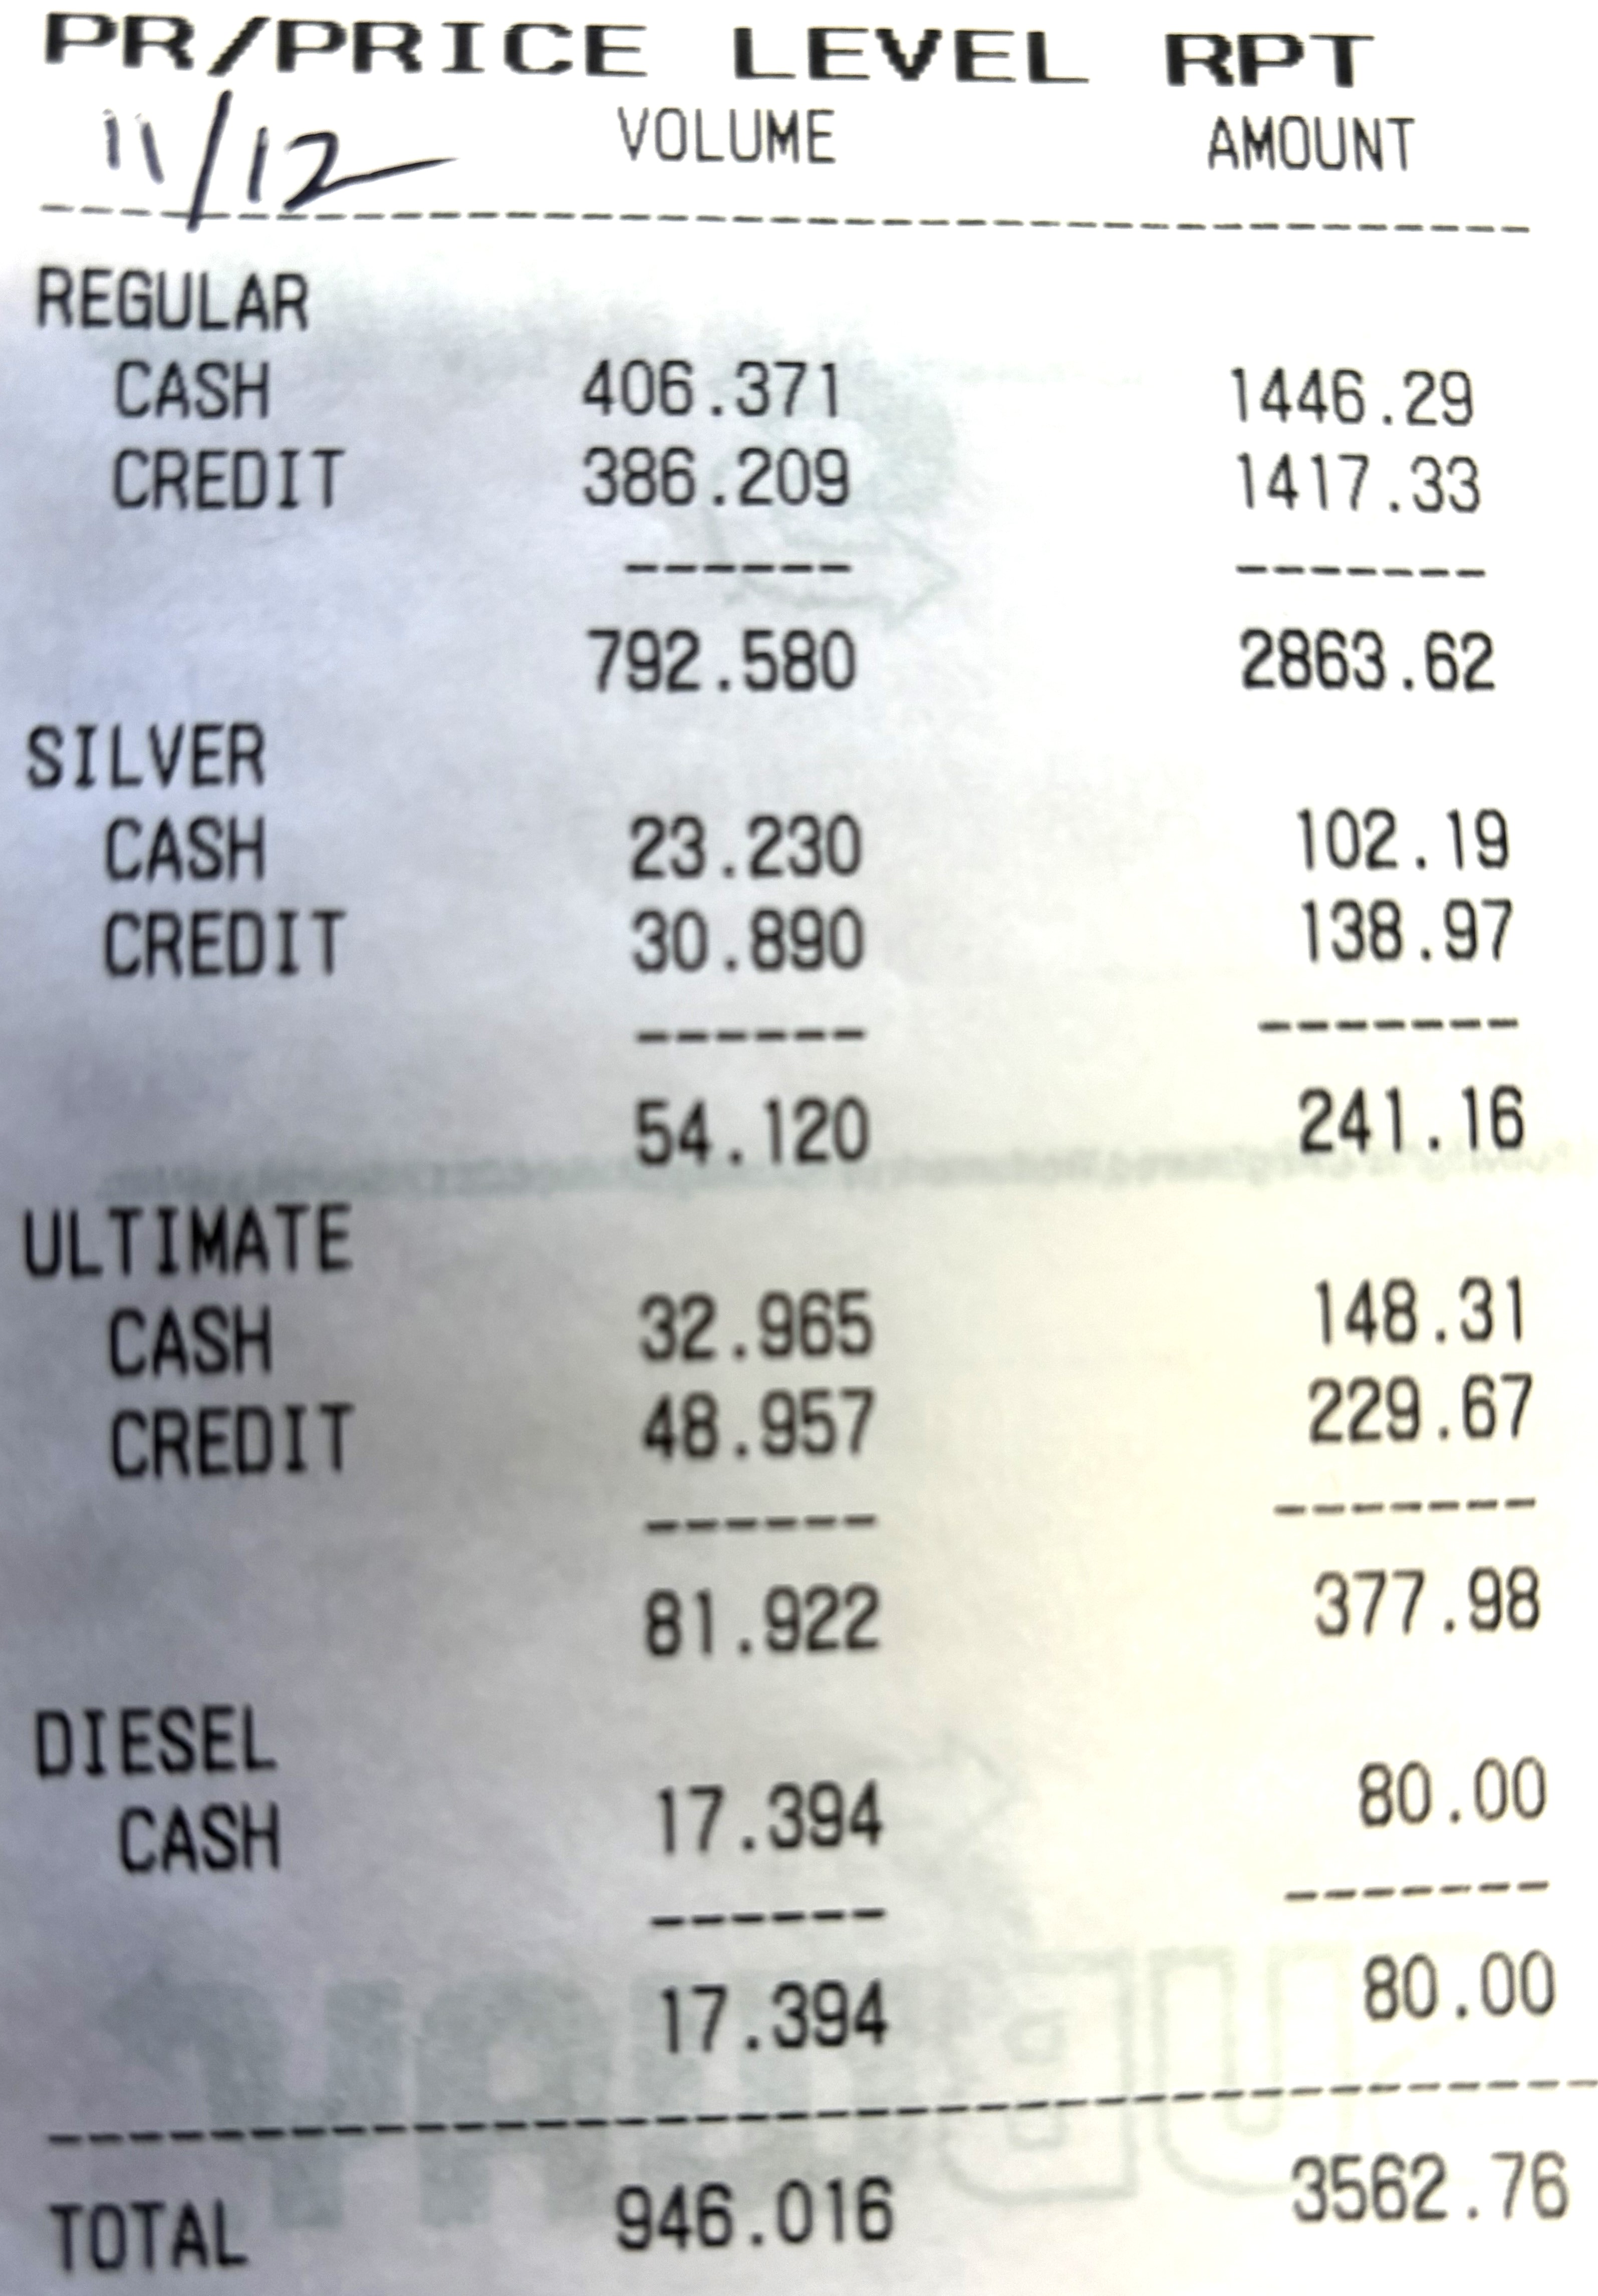 PR/PRICE LEVEL RPT
11/12 VOLUME AMOUNT
REGULAR
CASH 406.371 1446.29
CREDIT 386.209 1417.33
792.580 2863.62
SILVER
CASH 23.230 102.19
CREDIT 30.890 138.97
54.120 241.16
ULTIMATE
CASH 32.965 148.31
CREDIT 48.957 229.67
81.922 377.98
DIESEL
CASH 17.394 80.00
17.394 80.00
TOTAL 946.016 3562.76